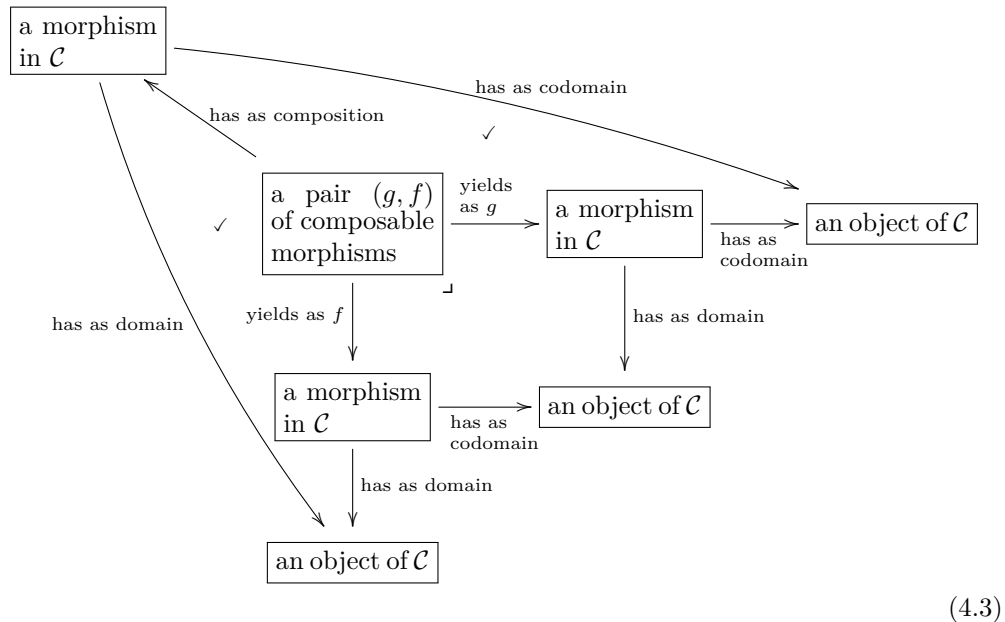 a morphism
in 𝒞
has as codomain
has as composition
✓
a pair (g, f)
of composable
morphisms
yields
as g
a morphism
in 𝒞
has as
codomain
an object of 𝒞
✓
yields as f
has as domain
has as domain
a morphism
in 𝒞
has as
codomain
an object of 𝒞
has as domain
an object of 𝒞
(4.3)